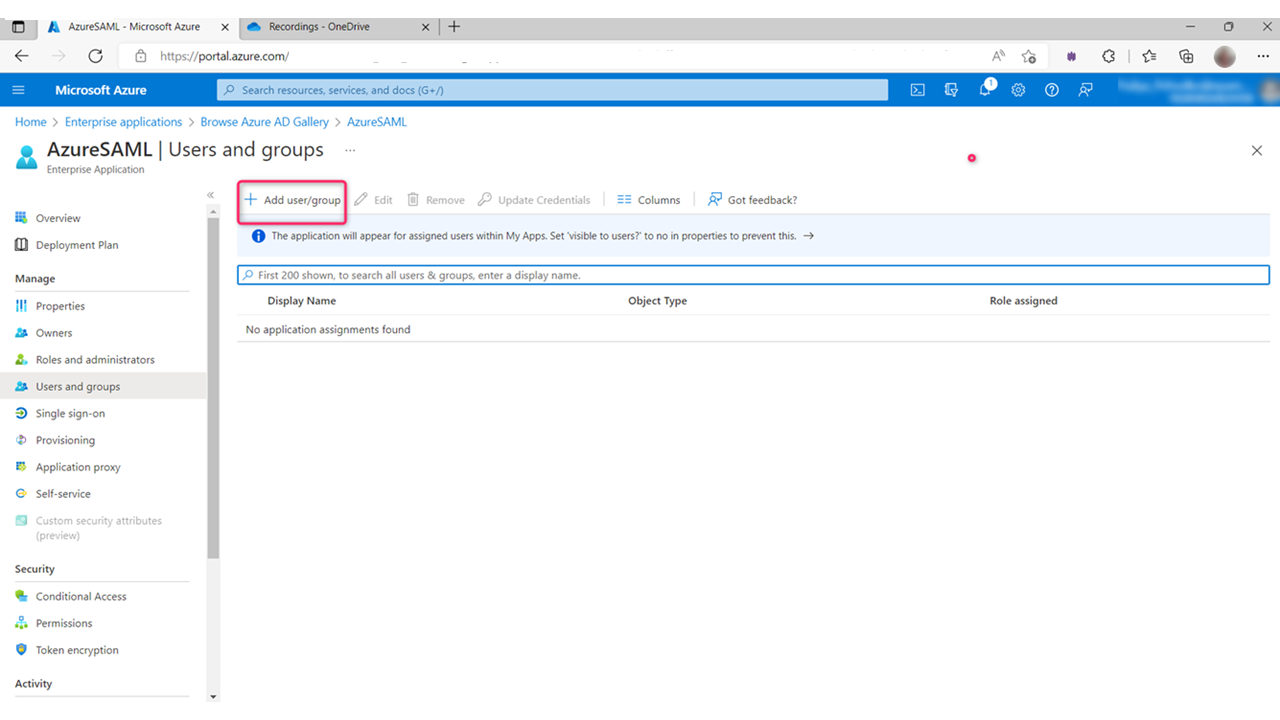 AzureSAML - Microsoft Azure
Recordings - OneDrive
https://portal.azure.com/
Microsoft Azure
Search resources, services, and docs (G+/)
1
Home > Enterprise applications > Browse Azure AD Gallery > AzureSAML
AzureSAML | Users and groups ...
Enterprise Application
Overview
Deployment Plan
Manage
Properties
Owners
Roles and administrators
Users and groups
Single sign-on
Provisioning
Application proxy
Self-service
Custom security attributes
(preview)
Security
Conditional Access
Permissions
Token encryption
Activity
Add user/group
Edit
Remove
Update Credentials
Columns
Got feedback?
The application will appear for assigned users within My Apps. Set 'visible to users?' to no in properties to prevent this. →
First 200 shown, to search all users & groups, enter a display name.
Display Name
Object Type
Role assigned
No application assignments found